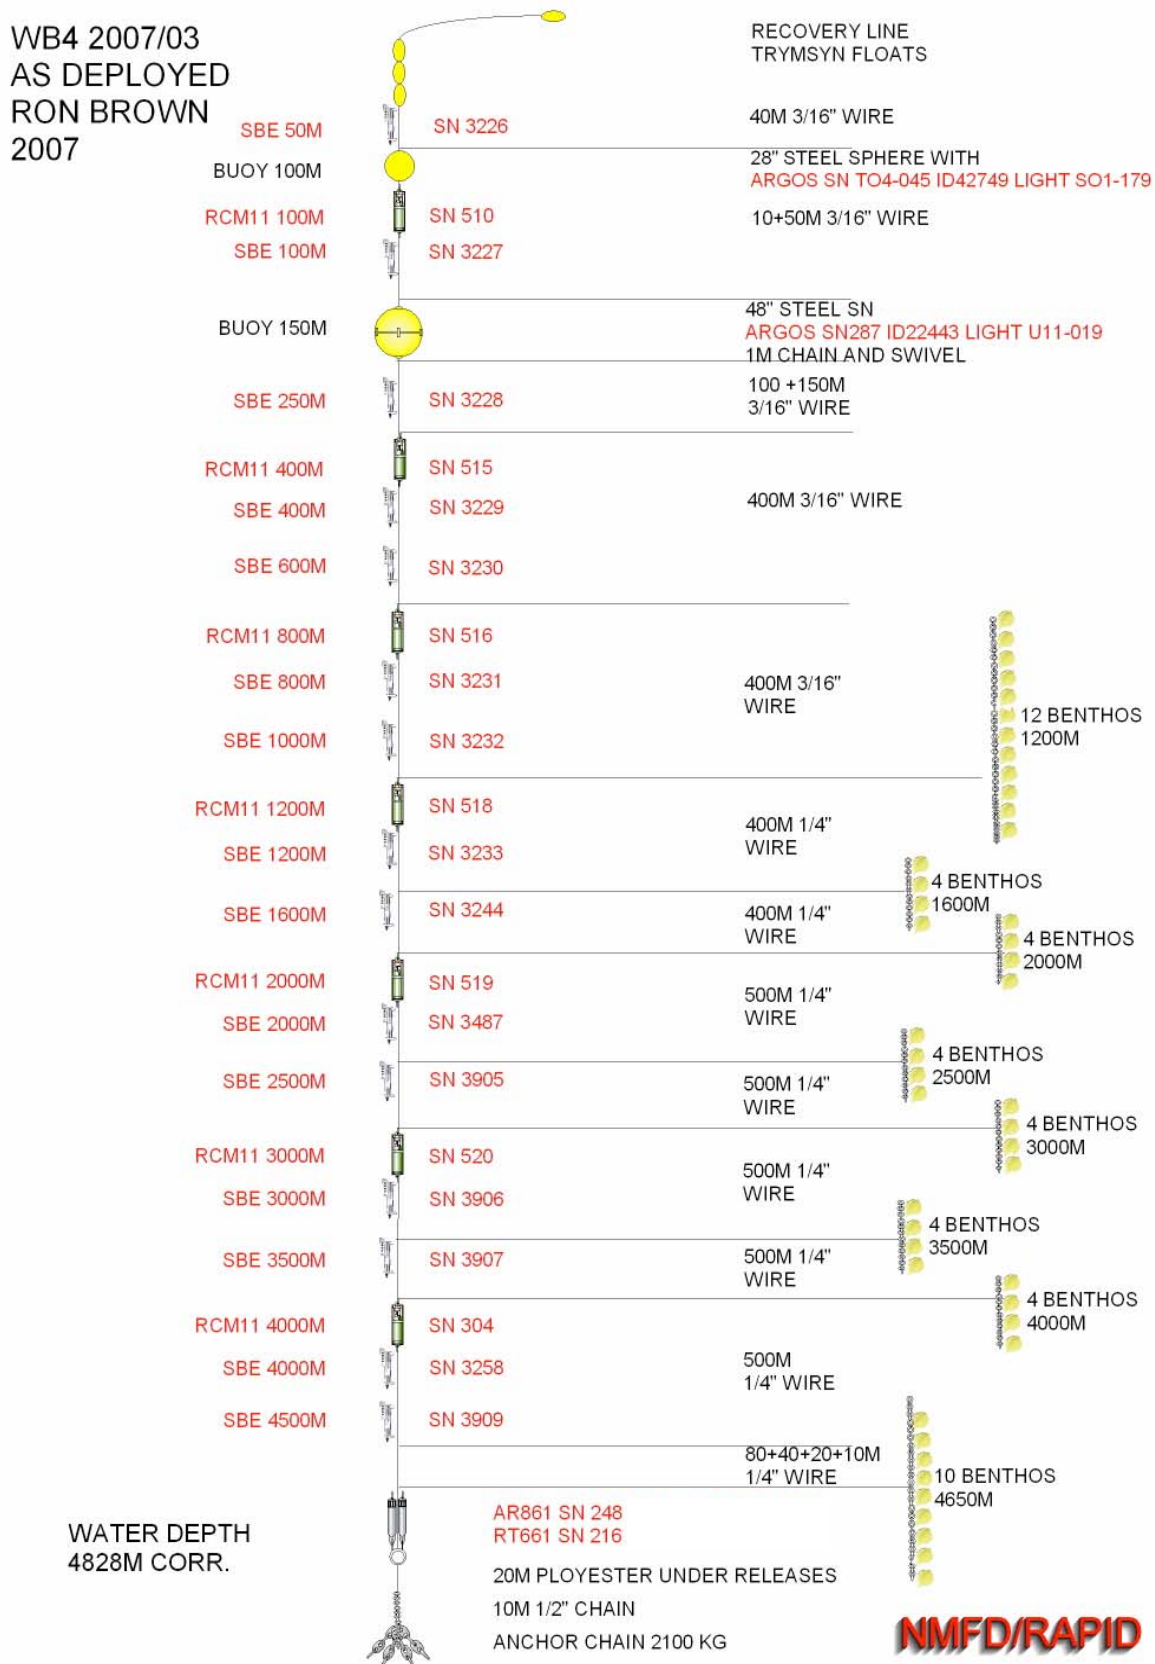 WB4 2007/03
AS DEPLOYED
RON BROWN
2007
RECOVERY LINE
TRYMSYN FLOATS
SBE 50M
SN 3226
40M 3/16" WIRE
BUOY 100M
28" STEEL SPHERE WITH
ARGOS SN TO4-045 ID42749 LIGHT SO1-179
RCM11 100M
SN 510
10+50M 3/16" WIRE
SBE 100M
SN 3227
BUOY 150M
48" STEEL SN
ARGOS SN287 ID22443 LIGHT U11-019
1M CHAIN AND SWIVEL
SBE 250M
SN 3228
100 +150M
3/16" WIRE
RCM11 400M
SN 515
SBE 400M
SN 3229
400M 3/16" WIRE
SBE 600M
SN 3230
RCM11 800M
SN 516
SBE 800M
SN 3231
400M 3/16"
WIRE
12 BENTHOS
1200M
SBE 1000M
SN 3232
RCM11 1200M
SN 518
400M 1/4"
WIRE
SBE 1200M
SN 3233
4 BENTHOS
1600M
SBE 1600M
SN 3244
400M 1/4"
WIRE
4 BENTHOS
2000M
RCM11 2000M
SN 519
500M 1/4"
WIRE
SBE 2000M
SN 3487
4 BENTHOS
2500M
SBE 2500M
SN 3905
500M 1/4"
WIRE
4 BENTHOS
3000M
RCM11 3000M
SN 520
500M 1/4"
WIRE
SBE 3000M
SN 3906
4 BENTHOS
3500M
SBE 3500M
SN 3907
500M 1/4"
WIRE
4 BENTHOS
4000M
RCM11 4000M
SN 304
SBE 4000M
SN 3258
500M
1/4" WIRE
SBE 4500M
SN 3909
80+40+20+10M
1/4" WIRE
10 BENTHOS
4650M
AR861 SN 248
RT661 SN 216
WATER DEPTH
4828M CORR.
20M PLOYESTER UNDER RELEASES
10M 1/2" CHAIN
ANCHOR CHAIN 2100 KG
NMFD/RAPID